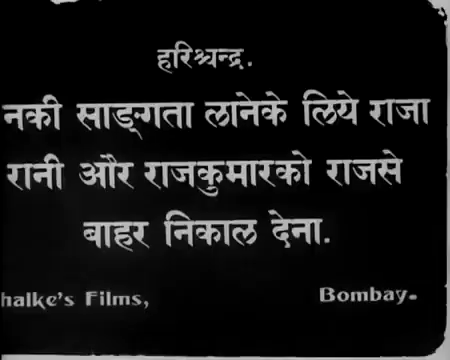 हरिश्चन्द्र.
नकी साङ्गता लानेके लिये राजा
रानी और राजकुमारको राजसे
बाहर निकाल देना.
halke's Films, Bombay.